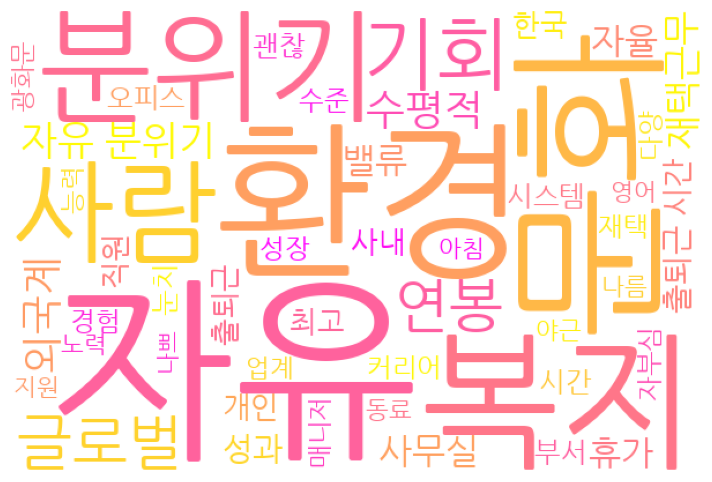 분위기
괜찮
기회
한국
자율
광화문
오피스
수준
수평적
재택근무
자유 분위기
밸류
문화
다양
사람
능력
환경
시스템
영어
출퇴근 시간
직원
성장
사내
아침
재택
외국계
눈치
출퇴근
연봉
나름
자유
경험
최고
노력
나쁘
야근
자부심
지원
업계
커리어
복지
시간
개인
매니저
동료
글로벌
성과
사무실
부서
휴가